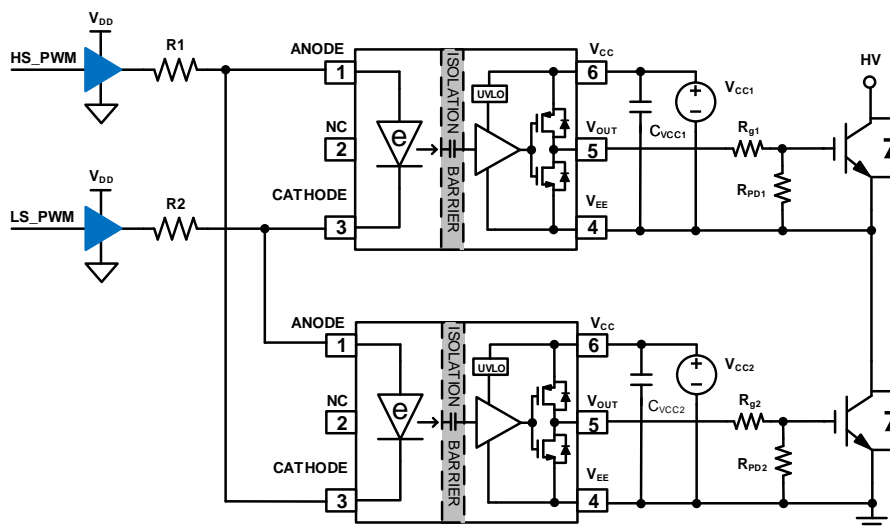 VDD
HS_PWM
R1
ANODE
1
NC
2
CATHODE
3
e
ISOLATION
BARRIER
UVLO
VCC
6
VOUT
5
VEE
4
CVCC1
VCC1
Rg1
RPD1
HV
VDD
LS_PWM
R2
ANODE
1
NC
2
CATHODE
3
e
ISOLATION
BARRIER
UVLO
VCC
6
VOUT
5
VEE
4
CVCC2
VCC2
Rg2
RPD2